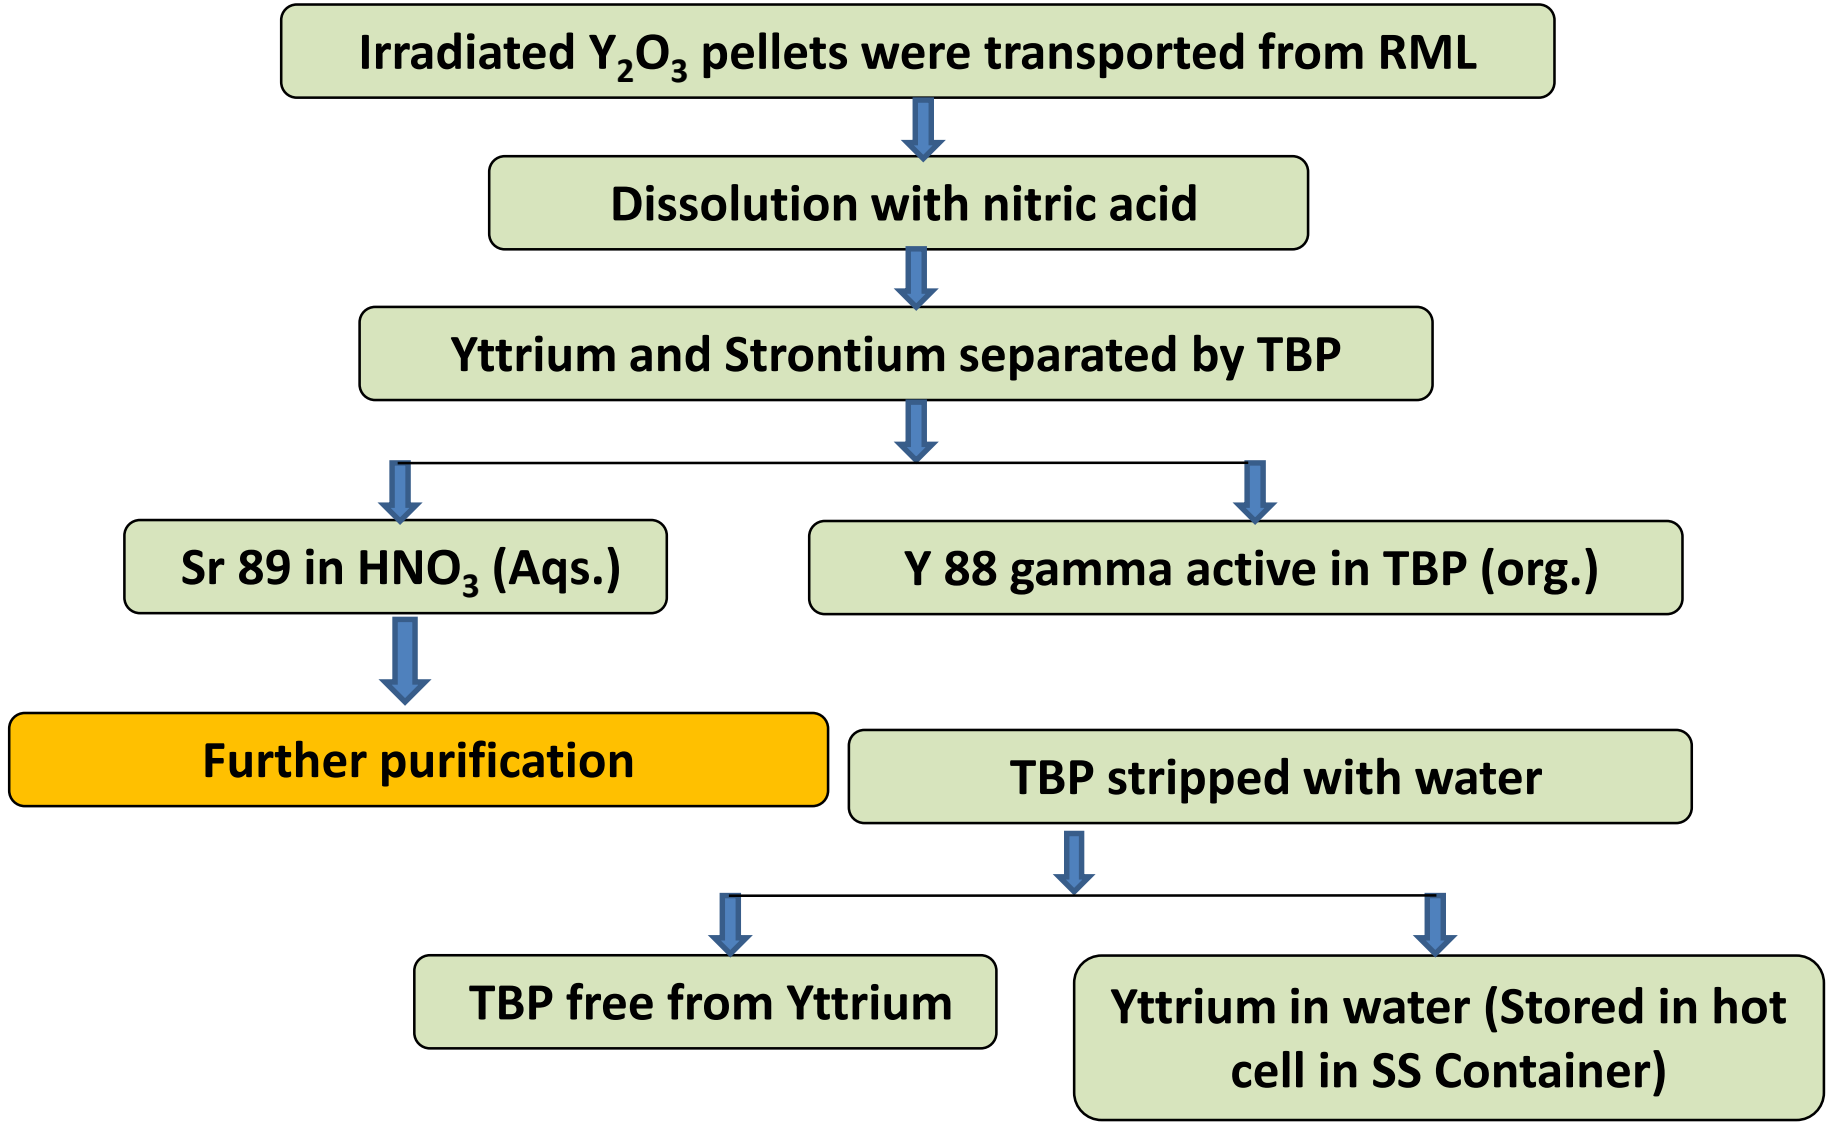 Irradiated Y₂O₃ pellets were transported from RML
Dissolution with nitric acid
Yttrium and Strontium separated by TBP
Sr 89 in HNO₃ (Aqs.)
Y 88 gamma active in TBP (org.)
Further purification
TBP stripped with water
TBP free from Yttrium
Yttrium in water (Stored in hot
cell in SS Container)